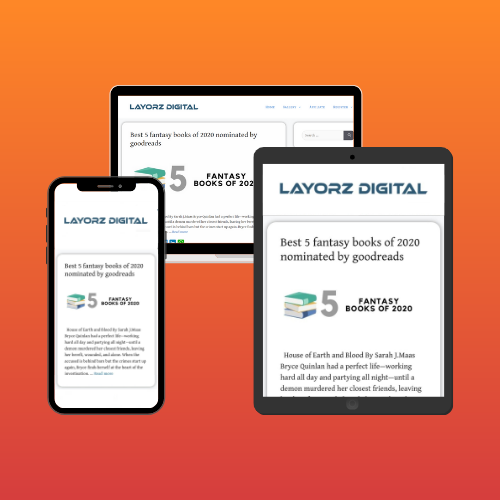 LAYORZ DIGITAL
HOME
Best 5 fantasy books of 2020 nominated by
goodreads
Search ...
5
FANTASY
BOOKS OF 202
LAYORZ DIGITAL
Best 5 fantasy books of 2020
nominated by goodreads
5
FANTASY
BOOKS OF 2020
House of Earth and Blood By Sarah J.Maas
Bryce Quinlan had a perfect life—working
hard all day and partying all night—until a
demon murdered her closest friends, leaving
her bereft, wounded, and alone. When the
accused is behind bars but the crimes start up
again, Bryce finds herself at the heart of the
investigation. ... Read more
LAYORZ DIGITAL
Best 5 fantasy books of 2020
nominated by goodreads
5
FANTASY
BOOKS OF 2020
House of Earth and Blood By Sarah J.Maas
Bryce Quinlan had a perfect life—working
hard all day and partying all night—until a
demon murdered her closest friends, leaving